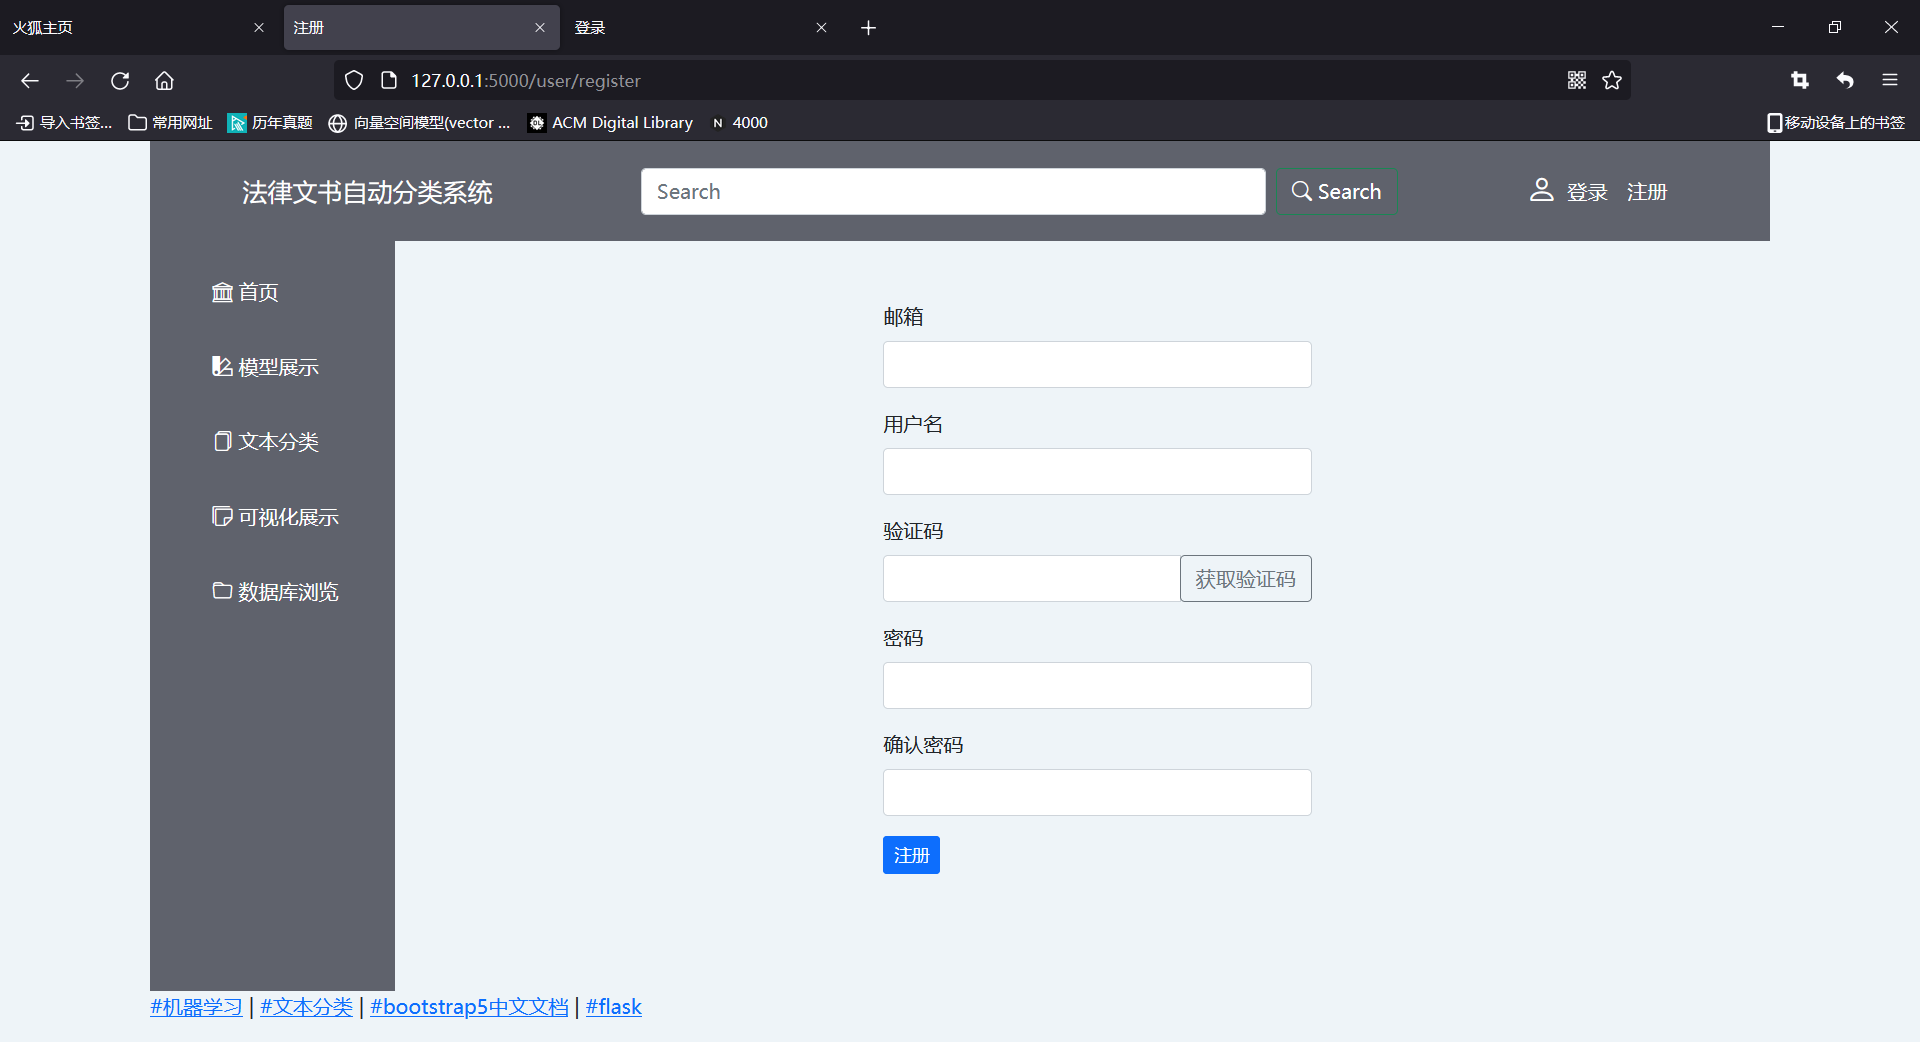 火狐主页
注册
登录
127.0.0.1:5000/user/register
导入书签...
常用网址
历年真题
向量空间模型(vector ...
ACM Digital Library
N 4000
移动设备上的书签
法律文书自动分类系统
Search
Search
登录
注册
首页
模型展示
文本分类
可视化展示
数据库浏览
邮箱
用户名
验证码
获取验证码
密码
确认密码
注册
#机器学习 | #文本分类 | #bootstrap5中文文档 | #flask